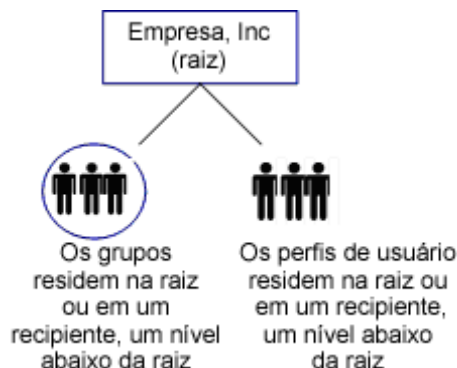 Empresa, Inc
(raiz)
Os grupos
residem na raiz
ou em um
recipiente, um nível
abaixo da raiz
Os perfis de usuário
residem na raiz ou
em um recipiente,
um nível abaixo
da raiz